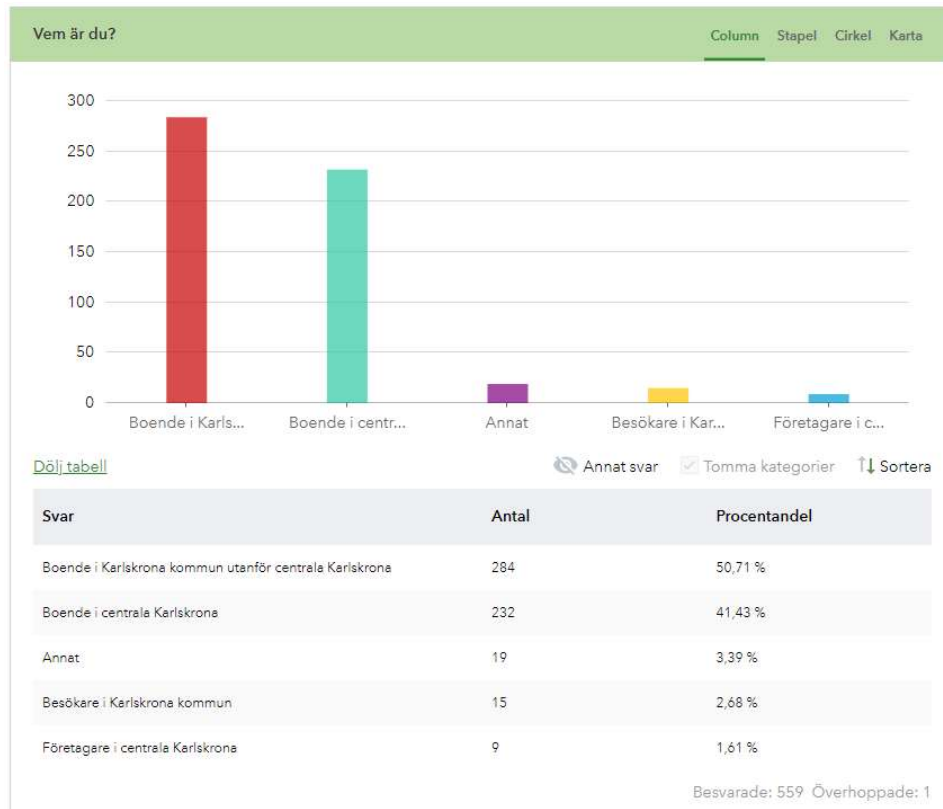 Vem är du?
Column Stapel Cirkel Karta
300
250
200
150
100
50
0
Boende i Karls... Boende i centr... Annat Besökare i Kar... Företagare i c...
Dölj tabell Annat svar Tomma kategorier Sortera
Svar Antal Procentandel
Boende i Karlskrona kommun utanför centrala Karlskrona 284 50,71 %
Boende i centrala Karlskrona 232 41,43 %
Annat 19 3,39 %
Besökare i Karlskrona kommun 15 2,68 %
Företagare i centrala Karlskrona 9 1,61 %
Besvarade: 559 Överhoppade: 1